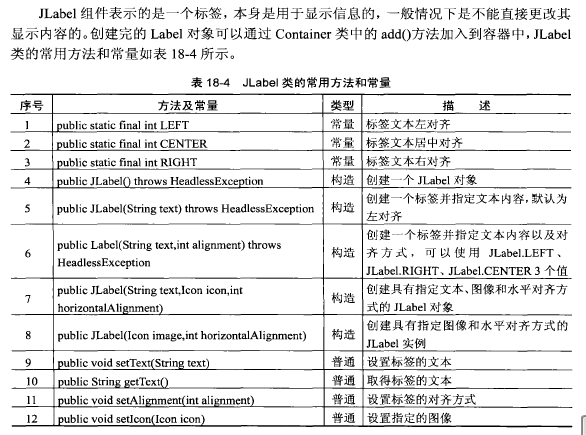 JLabel 组件表示的是一个标签，本身是用于显示信息的，一般情况下是不能直接更改其
显示内容的。创建完的 Label 对象可以通过 Container 类中的 add()方法加入到容器中，JLabel
类的常用方法和常量如表 18-4 所示。
表 18-4 JLabel 类的常用方法和常量
序号 方法及常量 类型 描 述
1 public static final int LEFT 常量 标签文本左对齐
2 public static final int CENTER 常量 标签文本居中对齐
3 public static final int RIGHT 常量 标签文本右对齐
4 public JLabel() throws HeadlessException 构造 创建一个 JLabel 对象
5 public JLabel(String text) throws HeadlessException 构造 创建一个标签并指定文本内容，默认为
左对齐
6 public Label(String text,int alignment) throws
HeadlessException 构造 创建一个标签并指定文本内容以及对
齐方式，可以使用 JLabel.LEFT、
JLabel.RIGHT、JLabel.CENTER 3 个值
7 public JLabel(String text,Icon icon,int
horizontalAlignment) 构造 创建具有指定文本、图像和水平对齐方
式的 JLabel 对象
8 public JLabel(Icon image,int horizontalAlignment) 构造 创建具有指定图像和水平对齐方式的
JLabel 实例
9 public void setText(String text) 普通 设置标签的文本
10 public String getText() 普通 取得标签的文本
11 public void setAlignment(int alignment) 普通 设置标签的对齐方式
12 public void setIcon(Icon icon) 普通 设置指定的图像